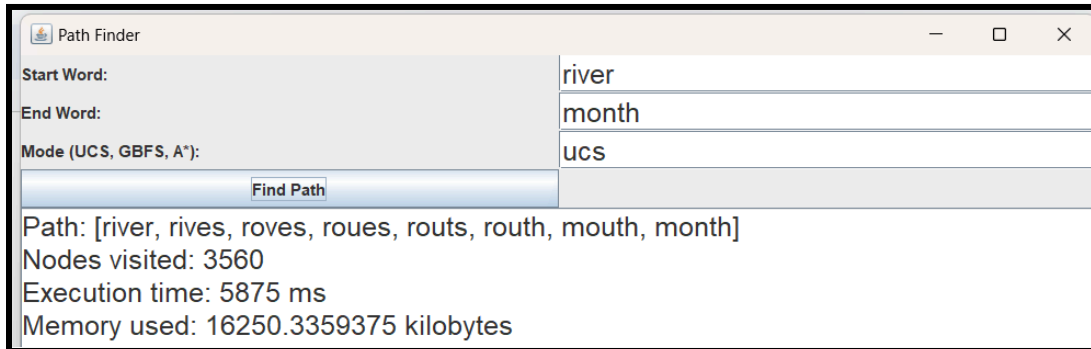 Path Finder
Start Word: river
End Word: month
Mode (UCS, GBFS, A*): ucs
Find Path
Path: [river, rives, roves, roues, routs, routh, mouth, month]
Nodes visited: 3560
Execution time: 5875 ms
Memory used: 16250.3359375 kilobytes